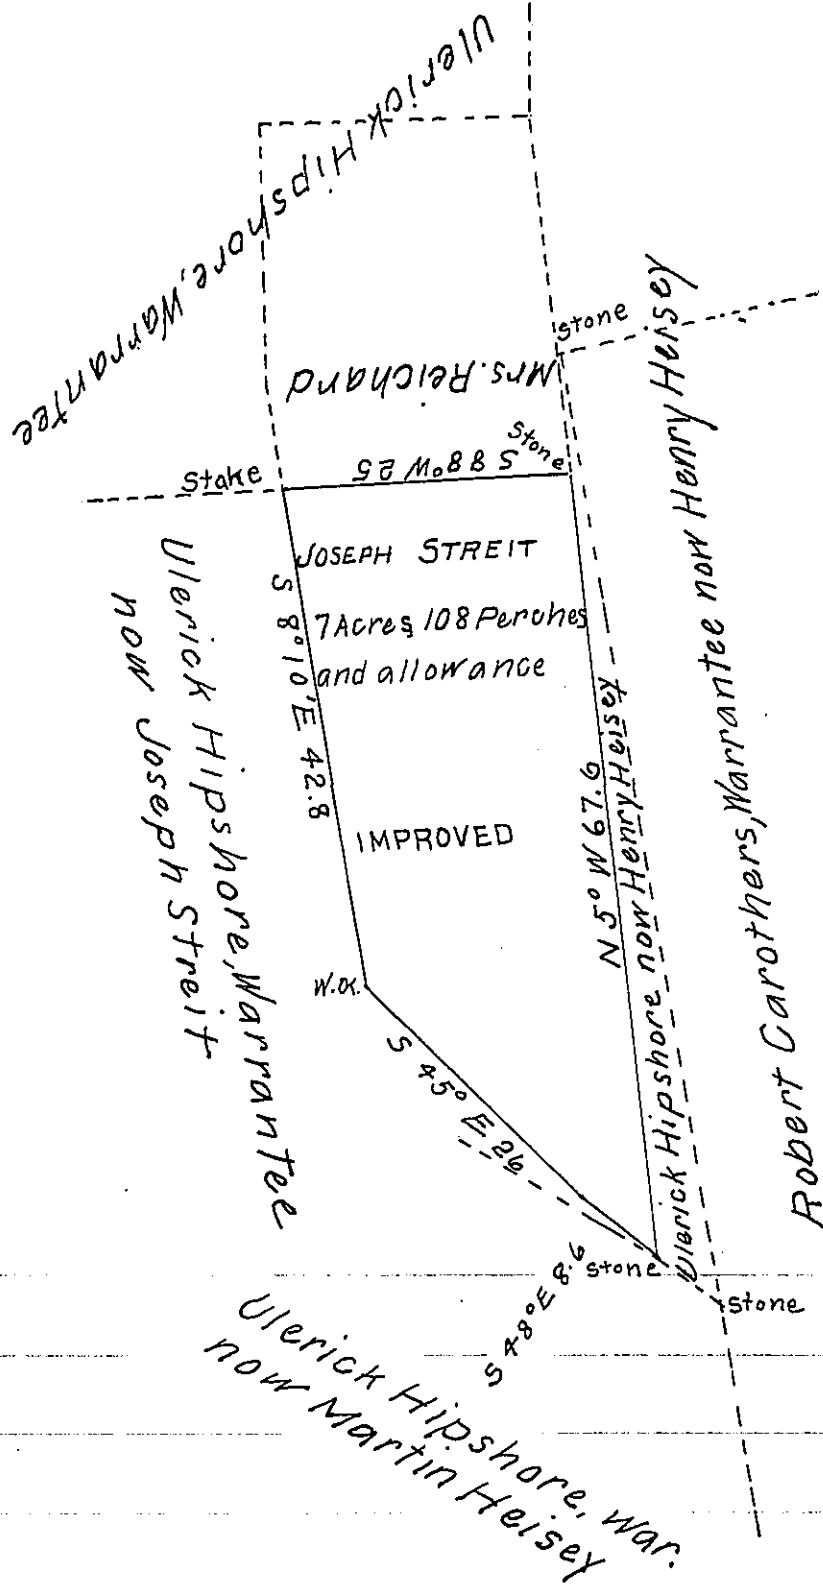 Ulerick Hipshore, Warrantee
Stone
Mrs. Reichard
Stone
S 88° W 25
Stake
JOSEPH STREIT
7 Acres 108 Perches
and allowance
S 8° 10' E 42.8
IMPROVED
Ulerick Hipshore, Warrantee
now Joseph Streit
N 5° W 67.6
Ulerick Hipshore now Henry Heisey
Robert Carothers, Warrantee now Henry Heisey
W.O.
S 45° E 26
S 48° E 8.6
Stone
Stone
Ulerick Hipshore, War.
now Martin Heisey